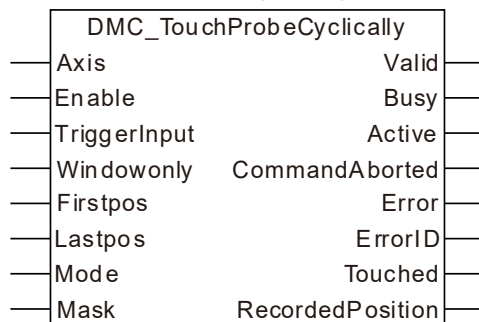 DMC_TouchProbeCyclically
Axis Valid
Enable Busy
TriggerInput Active
Windowonly CommandAborted
Firstpos Error
Lastpos ErrorID
Mode Touched
Mask RecordedPosition